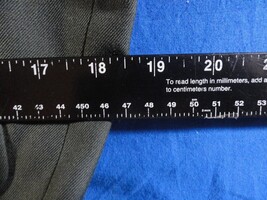 17 18 19 20
To read length in millimeters, add a
to centimeters number.
42 43 44 450 46 47 48 49 50 51 52 53